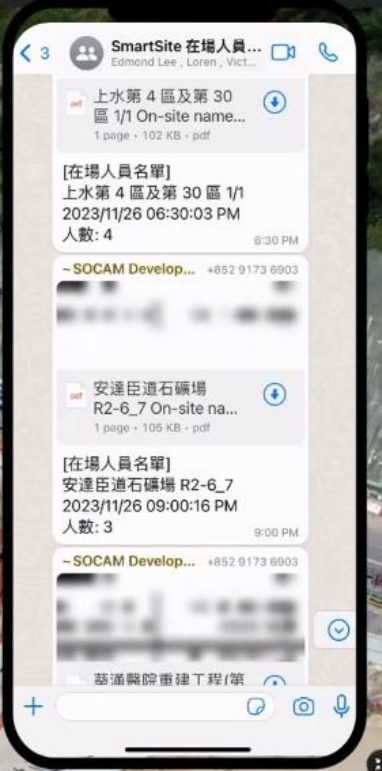 3
SmartSite 在場人員...
Edmond Lee , Loren , Vict...
上水第 4 區及第 30
區 1/1 On-site name...
1 page • 102 KB • pdf
[在場人員名單]
上水第 4 區及第 30 區 1/1
2023/11/26 06:30:03 PM
人數: 4
6:30 PM
~SOCAM Develop... +852 9173 6903
安達臣道石礦場
R2-6_7 On-site na...
1 page • 105 KB • pdf
[在場人員名單]
安達臣道石礦場 R2-6_7
2023/11/26 09:00:16 PM
人數: 3
9:00 PM
~SOCAM Develop... +852 9173 6903
葵涌醫院重建工程(第